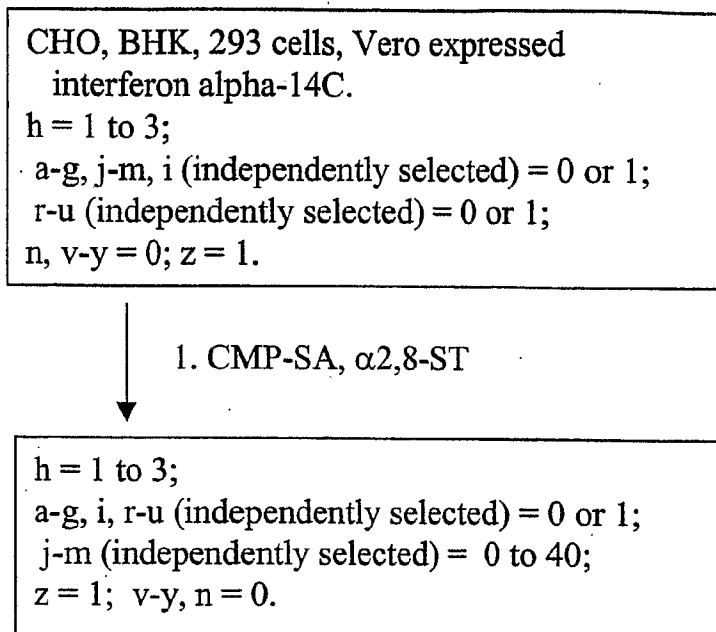 CHO, BHK, 293 cells, Vero expressed
interferon alpha-14C.
h = 1 to 3;
a-g, j-m, i (independently selected) = 0 or 1;
r-u (independently selected) = 0 or 1;
n, v-y = 0; z = 1.
1. CMP-SA, α2,8-ST
h = 1 to 3;
a-g, i, r-u (independently selected) = 0 or 1;
j-m (independently selected) = 0 to 40;
z = 1; v-y, n = 0.